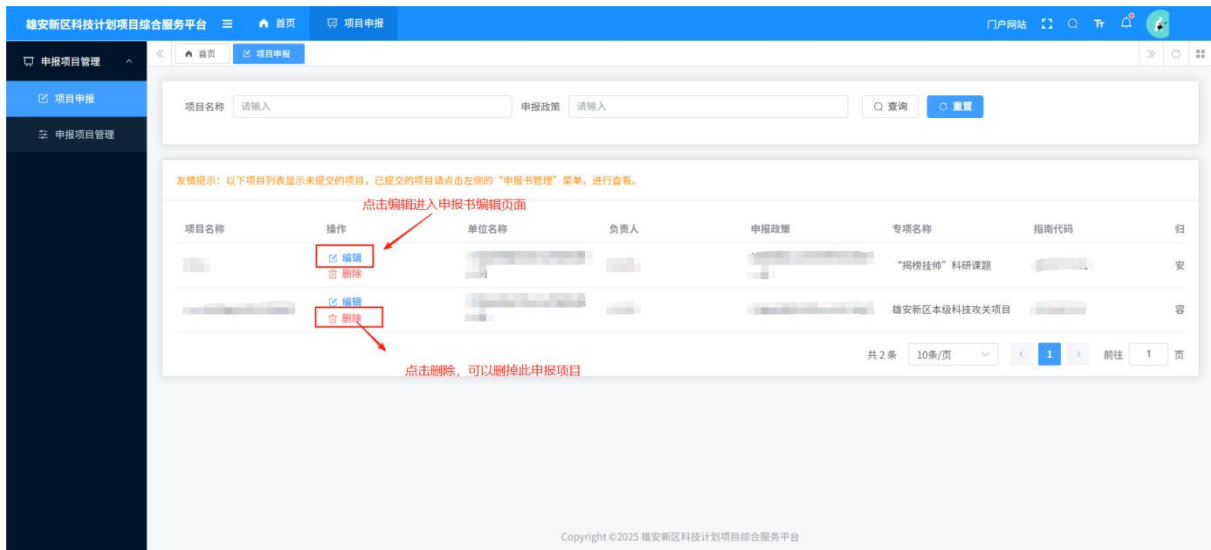 雄安新区科技计划项目综合服务平台 首页 项目申报 门户网站 Tr
申报项目管理 首页 项目申报
项目申报
申报项目管理
项目名称 请输入 申报政策 请输入 查询 重置
友情提示：以下项目列表显示未提交的项目，已提交的项目请点击左侧的“申报书管理”菜单，进行查看。
点击编辑进入申报书编辑页面
项目名称 操作 单位名称 负责人 申报政策 专项名称 指南代码 归
编辑
删除
“揭榜挂帅”科研课题 安
编辑
删除
雄安新区本级科技攻关项目 容
共 2 条 10条/页 1 前往 1 页
点击删除，可以删掉此申报项目
Copyright ©2025 雄安新区科技计划项目综合服务平台